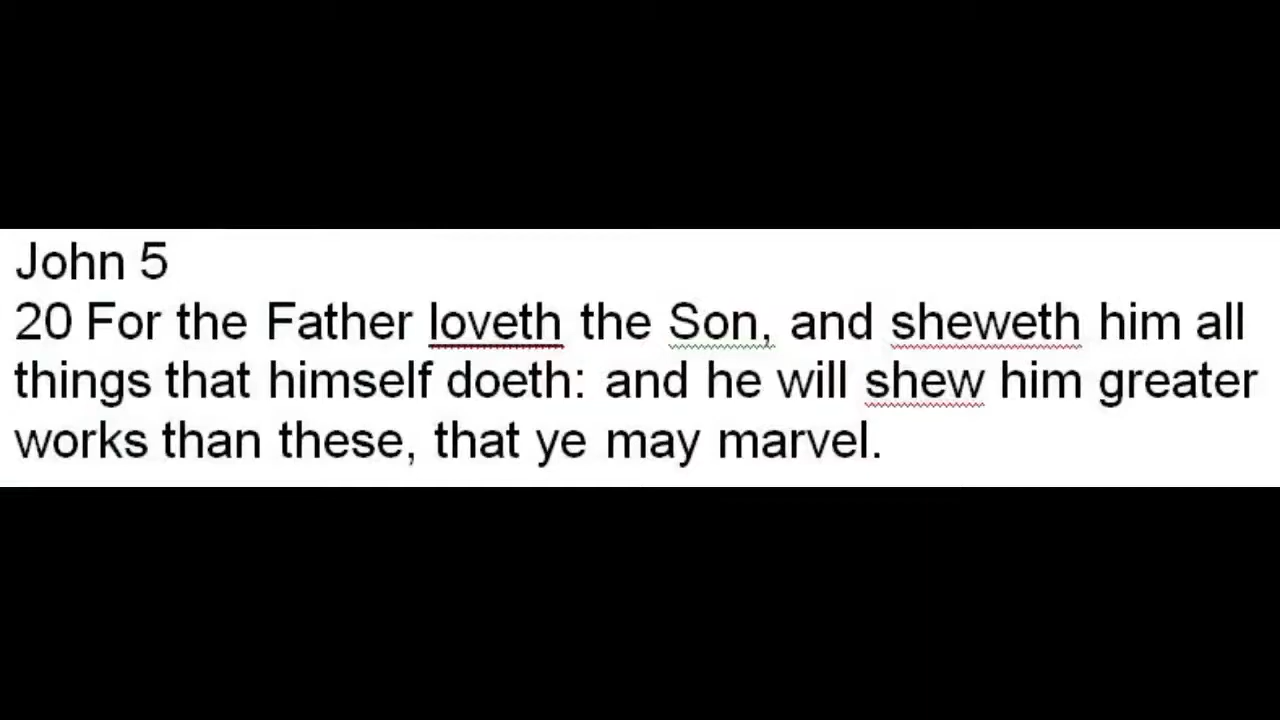 John 5
20 For the Father loveth the Son, and sheweth him all
things that himself doeth: and he will shew him greater
works than these, that ye may marvel.